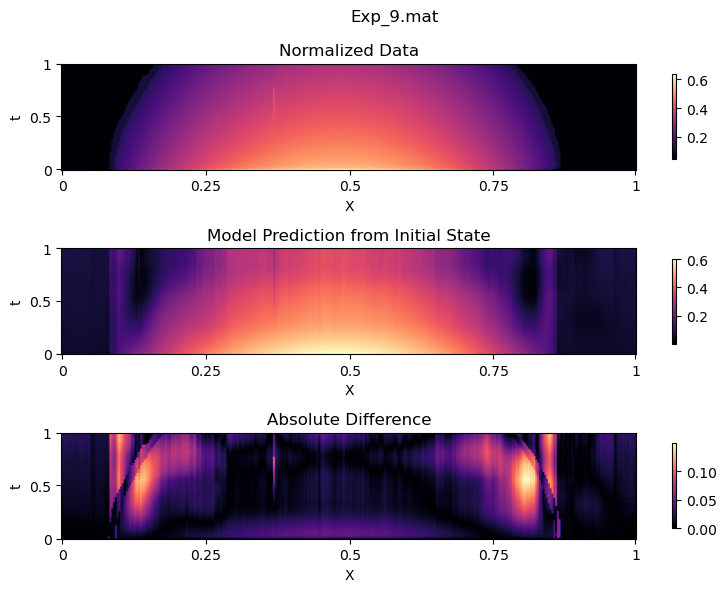 Exp_9.mat
Normalized Data
1
0.5
0
t
0 0.25 0.5 0.75 1
X
0.6
0.4
0.2
Model Prediction from Initial State
1
0.5
0
t
0 0.25 0.5 0.75 1
X
0.6
0.4
0.2
Absolute Difference
1
0.5
0
t
0 0.25 0.5 0.75 1
X
0.10
0.05
0.00